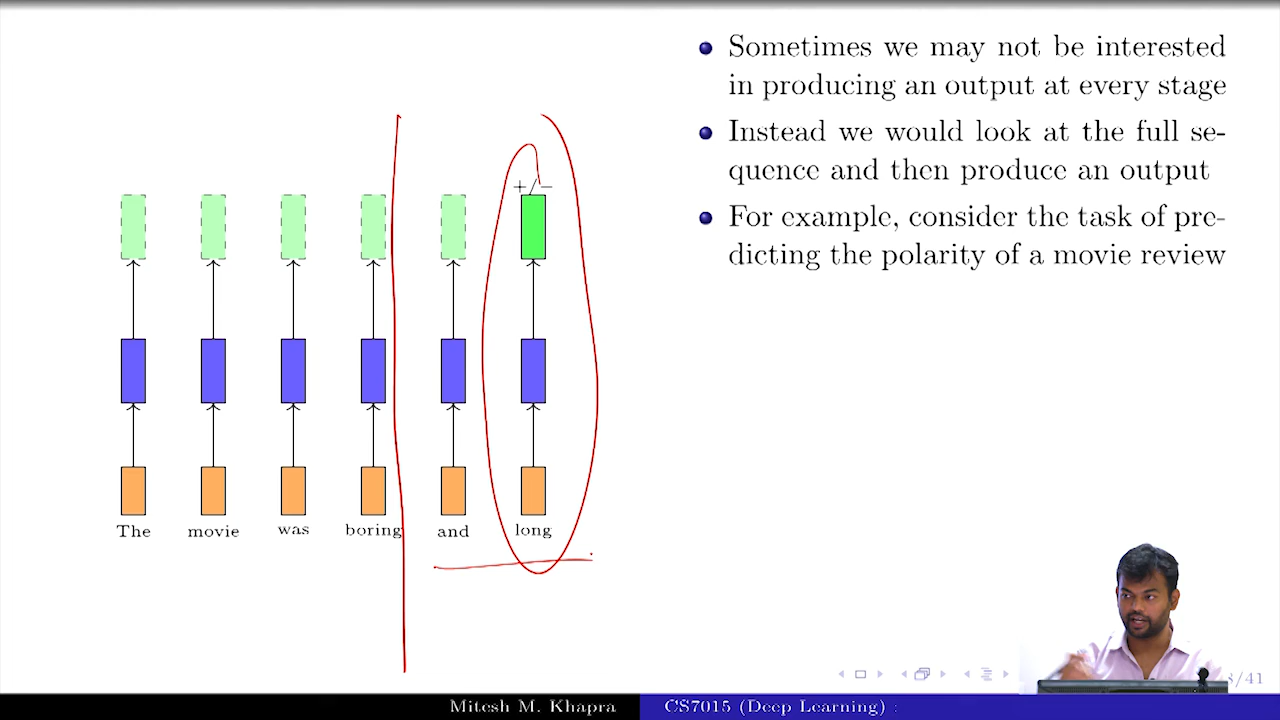 Sometimes we may not be interested
in producing an output at every stage
Instead we would look at the full se-
quence and then produce an output
For example, consider the task of pre-
dicting the polarity of a movie review
+/−
The movie was boring and long
8/41
Mitesh M. Khapra CS7015 (Deep Learning) :